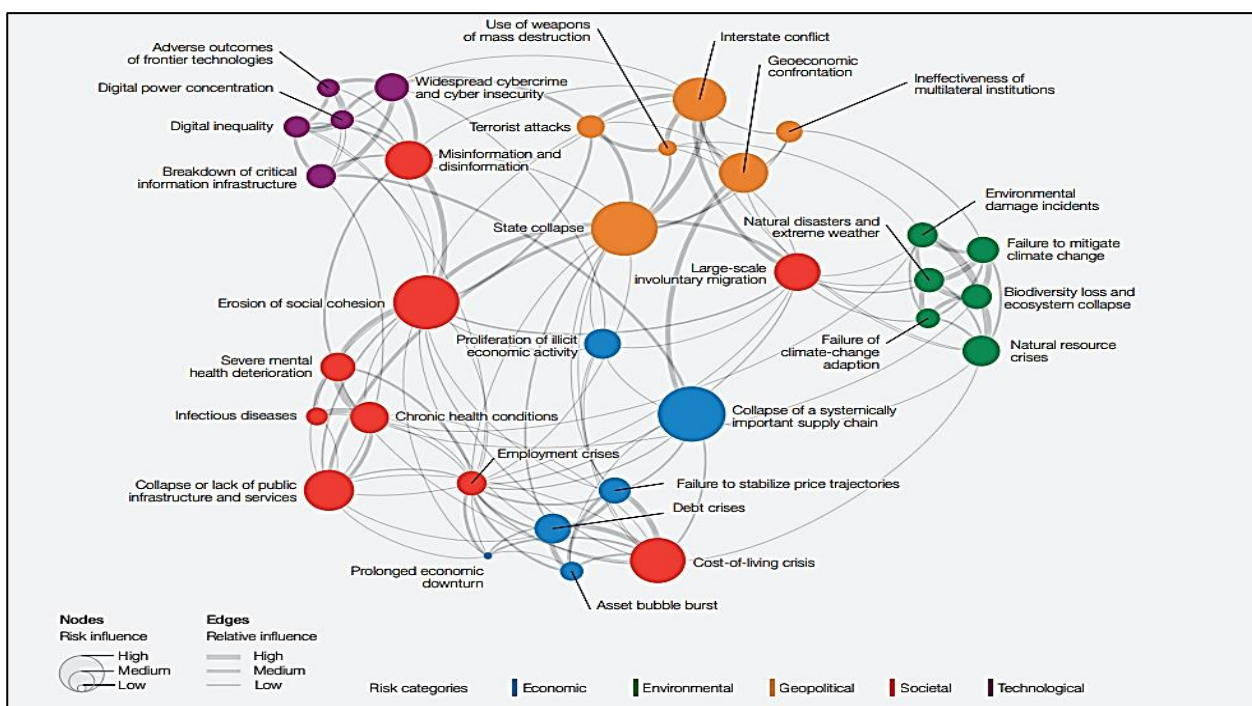 Use of weapons
of mass destruction
Interstate conflict
Adverse outcomes
of frontier technologies
Geoeconomic
confrontation
Widespread cybercrime
and cyber insecurity
Ineffectiveness of
multilateral institutions
Digital power concentration
Digital inequality
Terrorist attacks
Misinformation and
disinformation
Breakdown of critical
information infrastructure
Environmental
damage incidents
State collapse
Natural disasters and
extreme weather
Failure to mitigate
climate change
Large-scale
involuntary migration
Erosion of social cohesion
Biodiversity loss and
ecosystem collapse
Proliferation of illicit
economic activity
Failure of
climate-change
adaption
Natural resource
crises
Severe mental
health deterioration
Infectious diseases
Chronic health conditions
Collapse of a systemically
important supply chain
Employment crises
Collapse or lack of public
infrastructure and services
Failure to stabilize price trajectories
Debt crises
Prolonged economic
downturn
Cost-of-living crisis
Asset bubble burst
Nodes
Risk influence
High
Medium
Low
Edges
Relative influence
High
Medium
Low
Risk categories
Economic
Environmental
Geopolitical
Societal
Technological